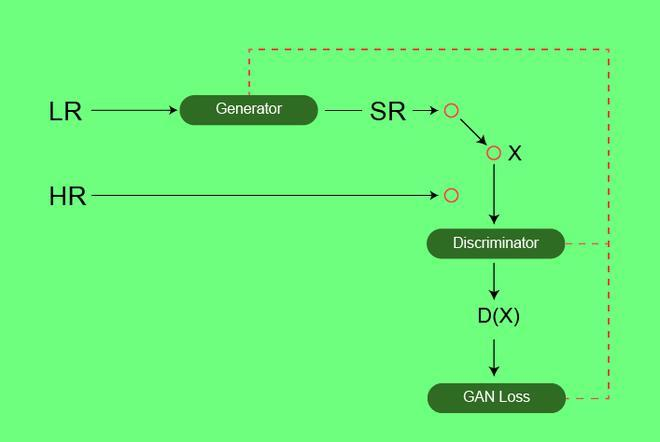 LR
Generator
SR
X
HR
Discriminator
D(X)
GAN Loss